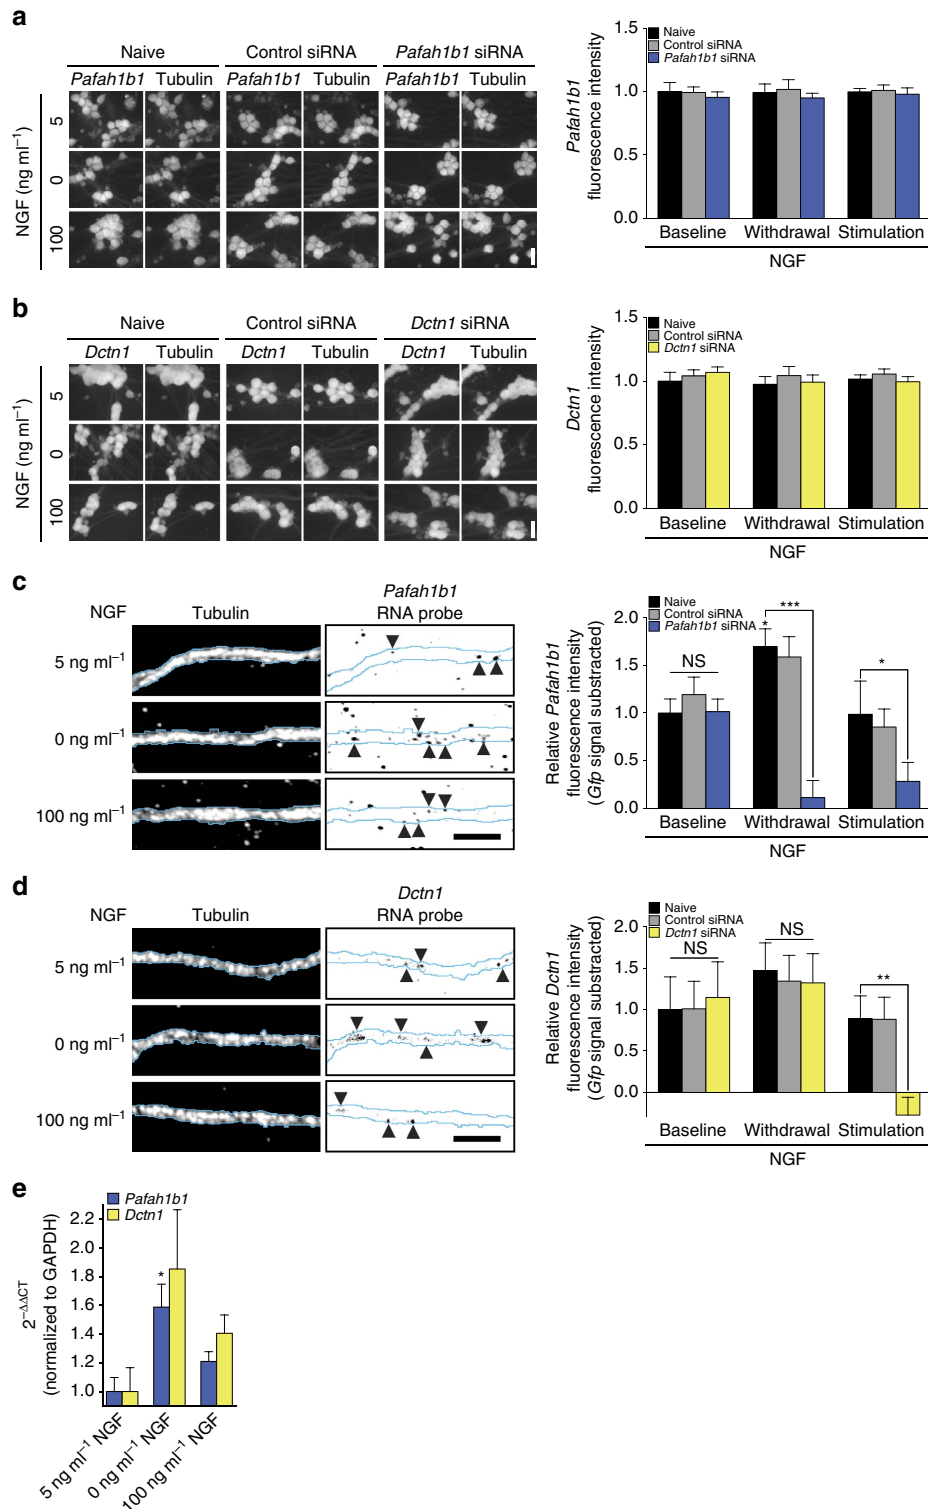 a
Naive Control siRNA Pafah1b1 siRNA
Pafah1b1 Tubulin Pafah1b1 Tubulin Pafah1b1 Tubulin
NGF (ng ml−1)
5
0
100
Pafah1b1
fluorescence intensity
1.5
1.0
0.5
0.0
Naive
Control siRNA
Pafah1b1 siRNA
Baseline Withdrawal Stimulation
NGF
b
Naive Control siRNA Dctn1 siRNA
Dctn1 Tubulin Dctn1 Tubulin Dctn1 Tubulin
NGF (ng ml−1)
5
0
100
Dctn1
fluorescence intensity
1.5
1.0
0.5
0.0
Naive
Control siRNA
Dctn1 siRNA
Baseline Withdrawal Stimulation
NGF
c
NGF Tubulin Pafah1b1
RNA probe
5 ng ml−1
0 ng ml−1
100 ng ml−1
Relative Pafah1b1
fluorescence intensity
(Gfp signal substracted)
2.0
1.5
1.0
0.5
0.0
Naive
Control siRNA
Pafah1b1 siRNA
NS
*
***
*
Baseline Withdrawal Stimulation
NGF
d
NGF Tubulin Dctn1
RNA probe
5 ng ml−1
0 ng ml−1
100 ng ml−1
Relative Dctn1
fluorescence intensity
(Gfp signal substracted)
2.0
1.5
1.0
0.5
0.0
Naive
Control siRNA
Dctn1 siRNA
NS
NS
**
Baseline Withdrawal Stimulation
NGF
e
Pafah1b1
Dctn1
2−ΔΔCT
(normalized to GAPDH)
2.2
2.0
1.8
1.6
1.4
1.2
1.0
*
5 ng ml−1 NGF
0 ng ml−1 NGF
100 ng ml−1 NGF